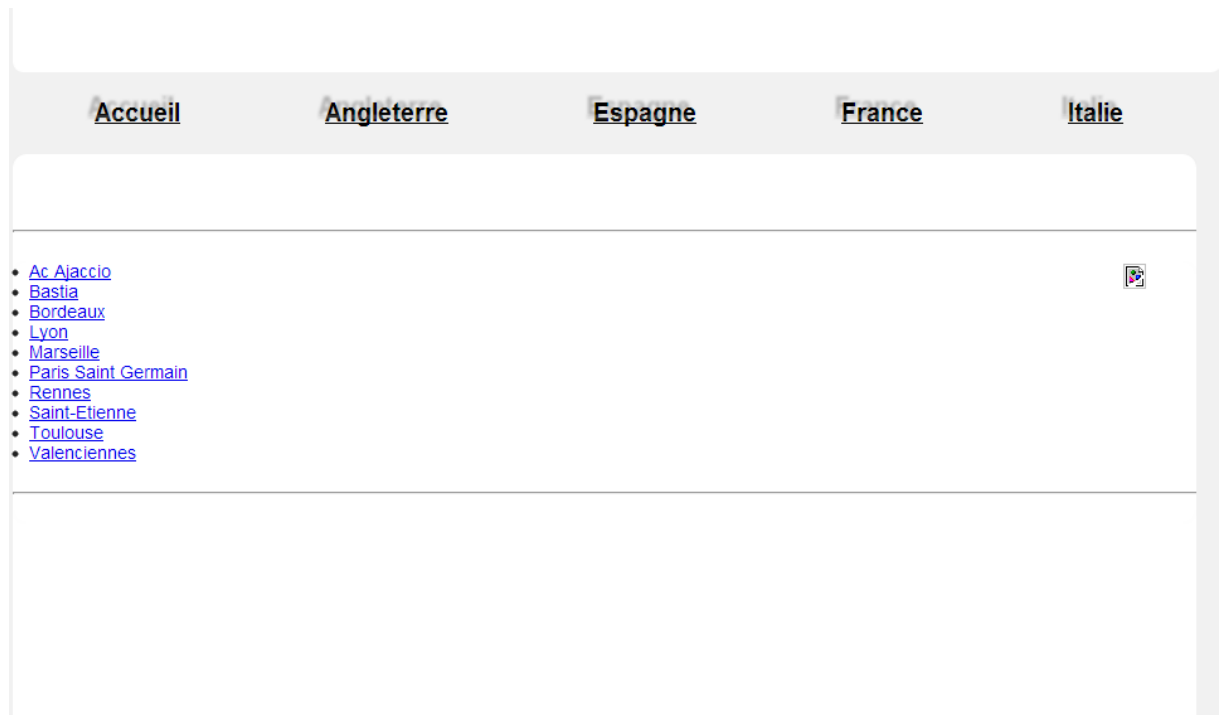 Accueil Angleterre Espagne France Italie
Ac Ajaccio
Bastia
Bordeaux
Lyon
Marseille
Paris Saint Germain
Rennes
Saint-Etienne
Toulouse
Valenciennes